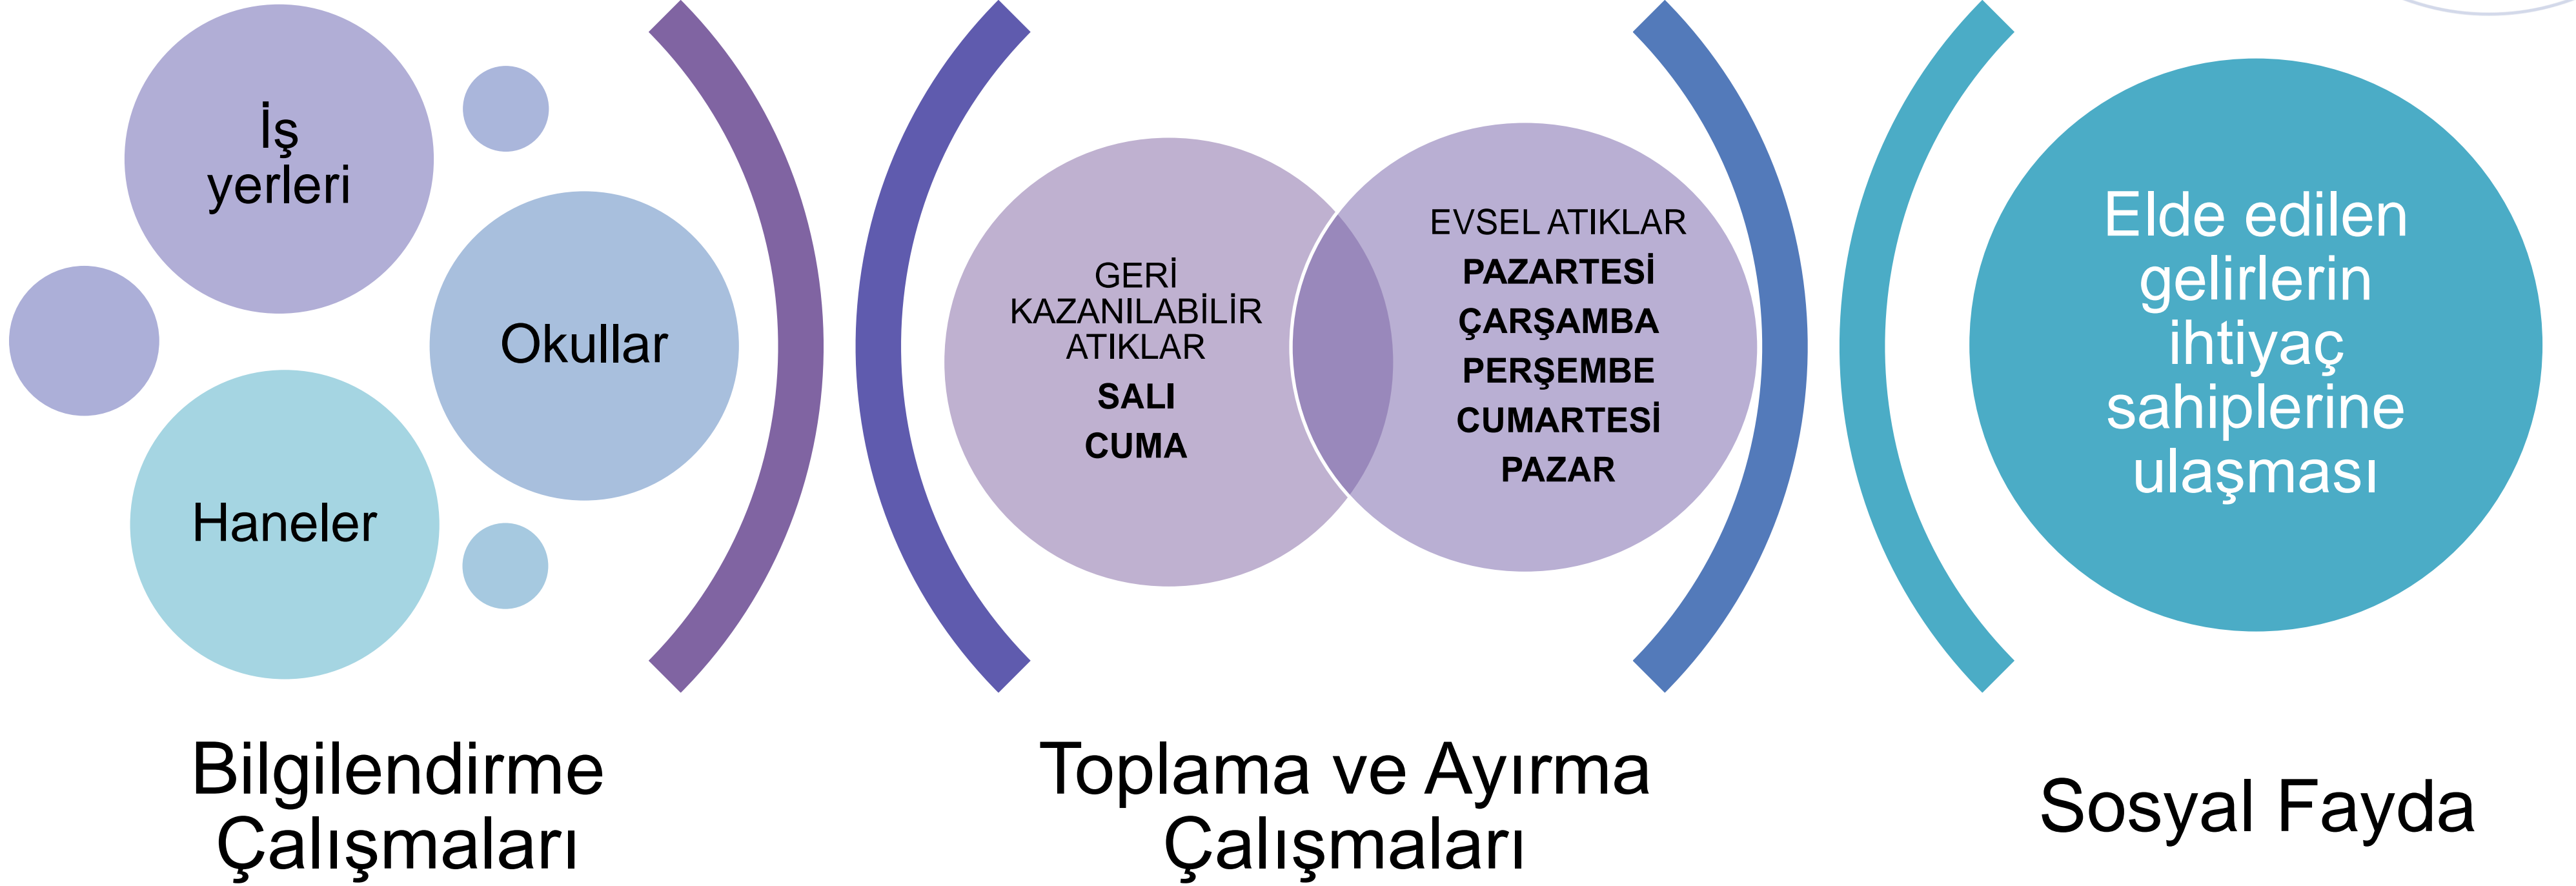 İş
yerleri
Okullar
Haneler
Bilgilendirme
Çalışmaları
GERİ
KAZANILABİLİR
ATIKLAR
SALI
CUMA
EVSEL ATIKLAR
PAZARTESİ
ÇARŞAMBA
PERŞEMBE
CUMARTESİ
PAZAR
Toplama ve Ayırma
Çalışmaları
Elde edilen
gelirlerin
ihtiyaç
sahiplerine
ulaşması
Sosyal Fayda